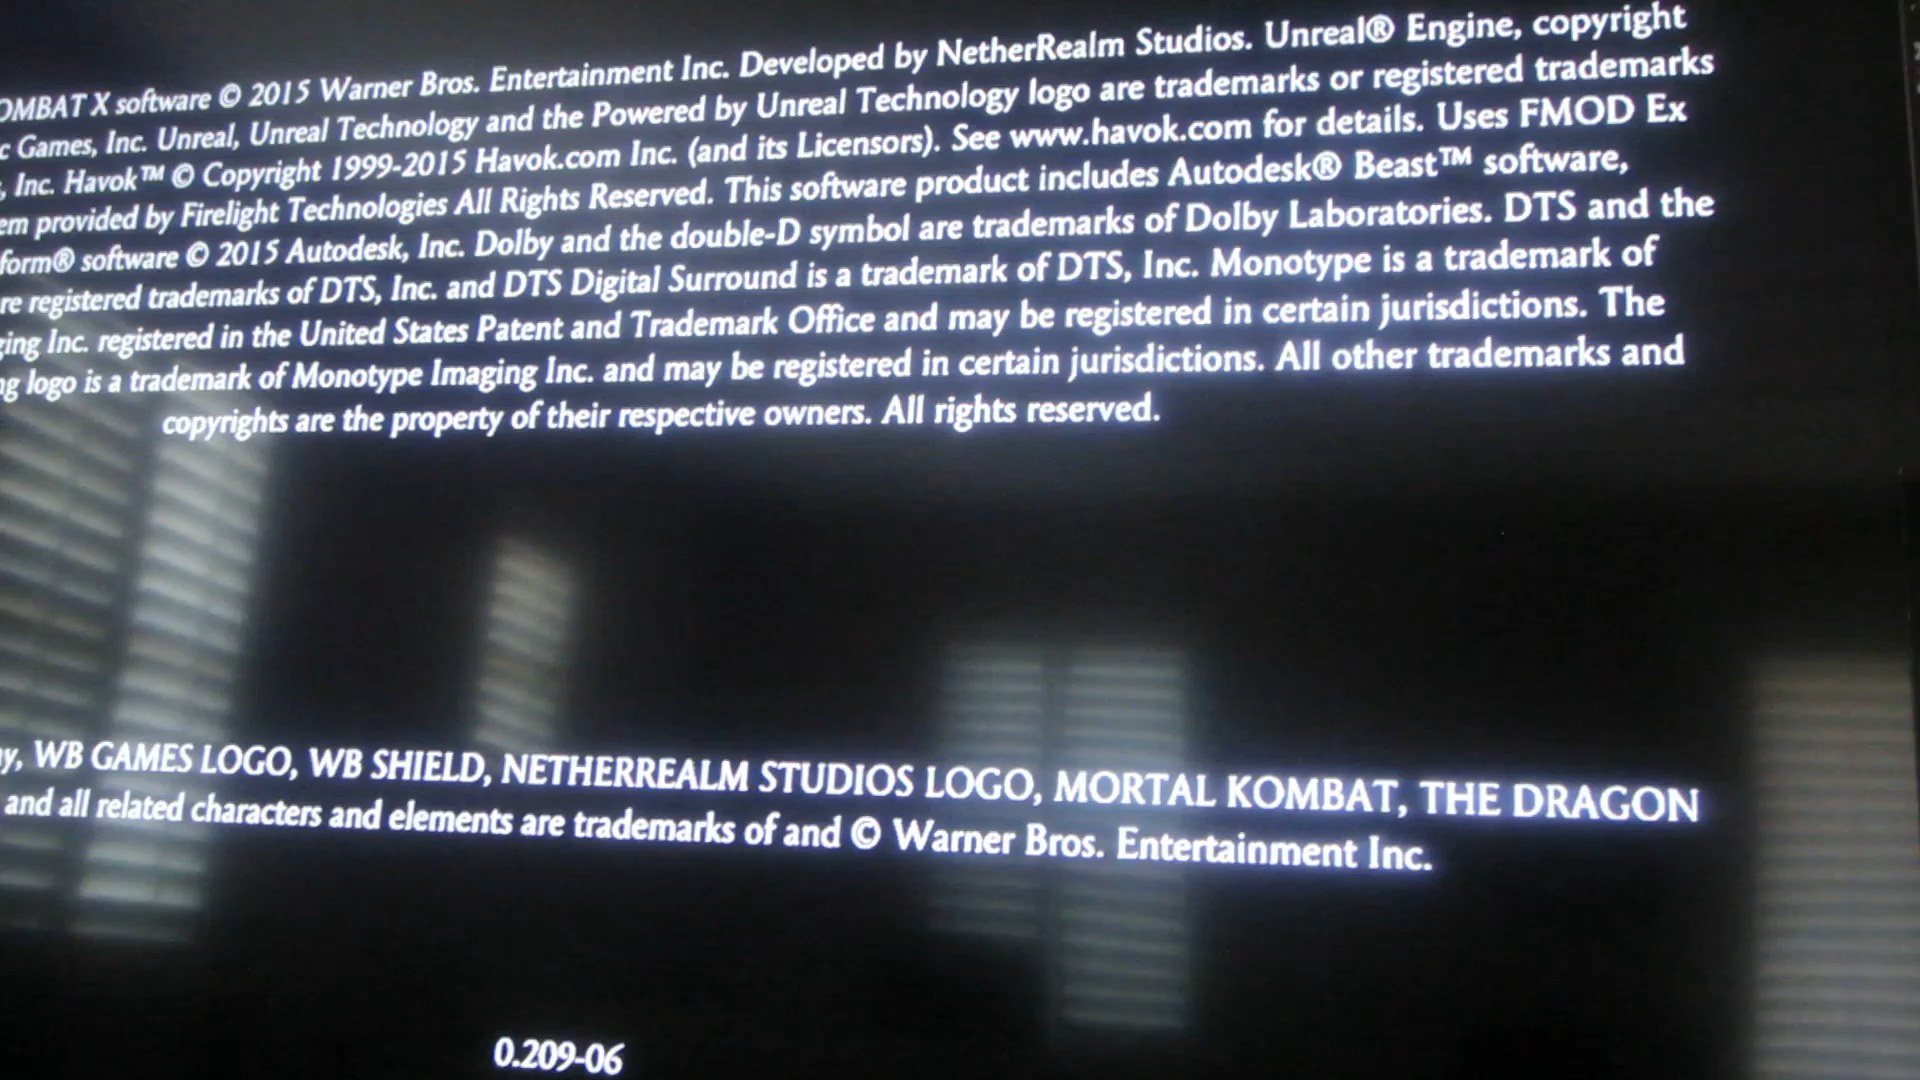 OMBAT X software © 2015 Warner Bros. Entertainment Inc. Developed by NetherRealm Studios. Unreal® Engine, copyright
c Games, Inc. Unreal, Unreal Technology and the Powered by Unreal Technology logo are trademarks or registered trademarks
, Inc. Havok™ © Copyright 1999-2015 Havok.com Inc. (and its Licensors). See www.havok.com for details. Uses FMOD Ex
em provided by Firelight Technologies All Rights Reserved. This software product includes Autodesk® Beast™ software,
form® software © 2015 Autodesk, Inc. Dolby and the double-D symbol are trademarks of Dolby Laboratories. DTS and the
re registered trademarks of DTS, Inc. and DTS Digital Surround is a trademark of DTS, Inc. Monotype is a trademark of
ging Inc. registered in the United States Patent and Trademark Office and may be registered in certain jurisdictions. The
ng logo is a trademark of Monotype Imaging Inc. and may be registered in certain jurisdictions. All other trademarks and
copyrights are the property of their respective owners. All rights reserved.
y, WB GAMES LOGO, WB SHIELD, NETHERREALM STUDIOS LOGO, MORTAL KOMBAT, THE DRAGON
and all related characters and elements are trademarks of and © Warner Bros. Entertainment Inc.
0.209-06